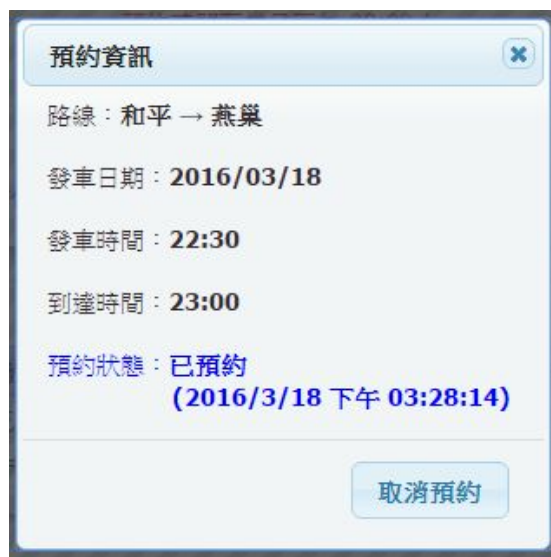 預約資訊
路線：和平 → 燕巢
發車日期：2016/03/18
發車時間：22:30
到達時間：23:00
預約狀態：已預約
(2016/3/18 下午 03:28:14)
取消預約